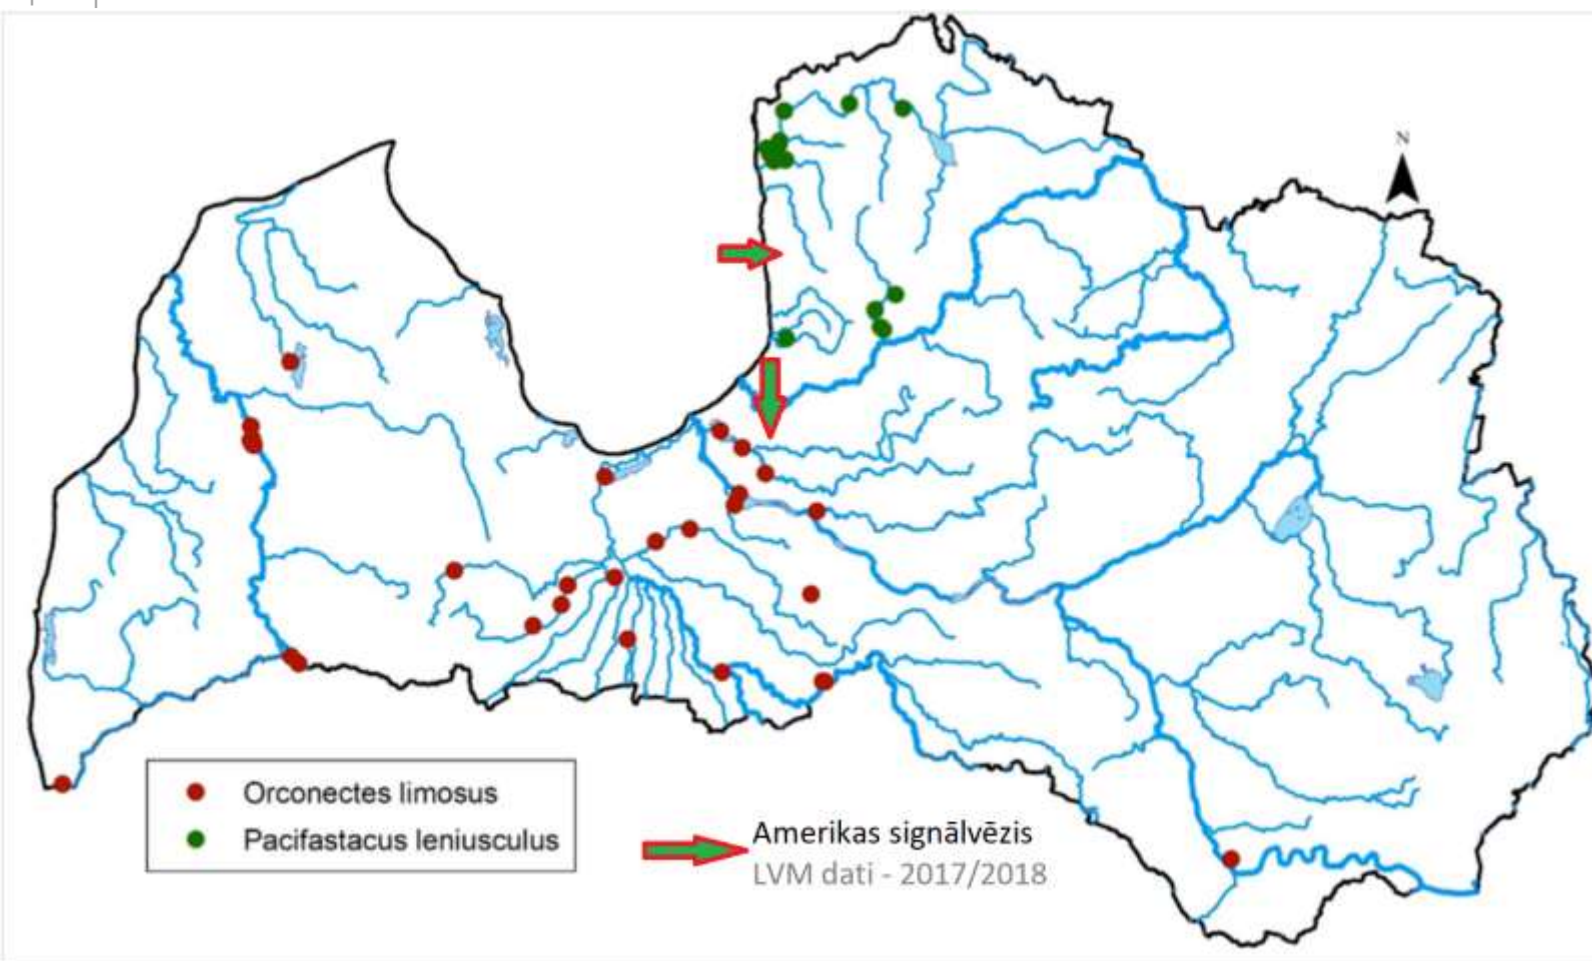 N
Orconectes limosus
Pacifastacus leniusculus
Amerikas signālvēzis
LVM dati - 2017/2018